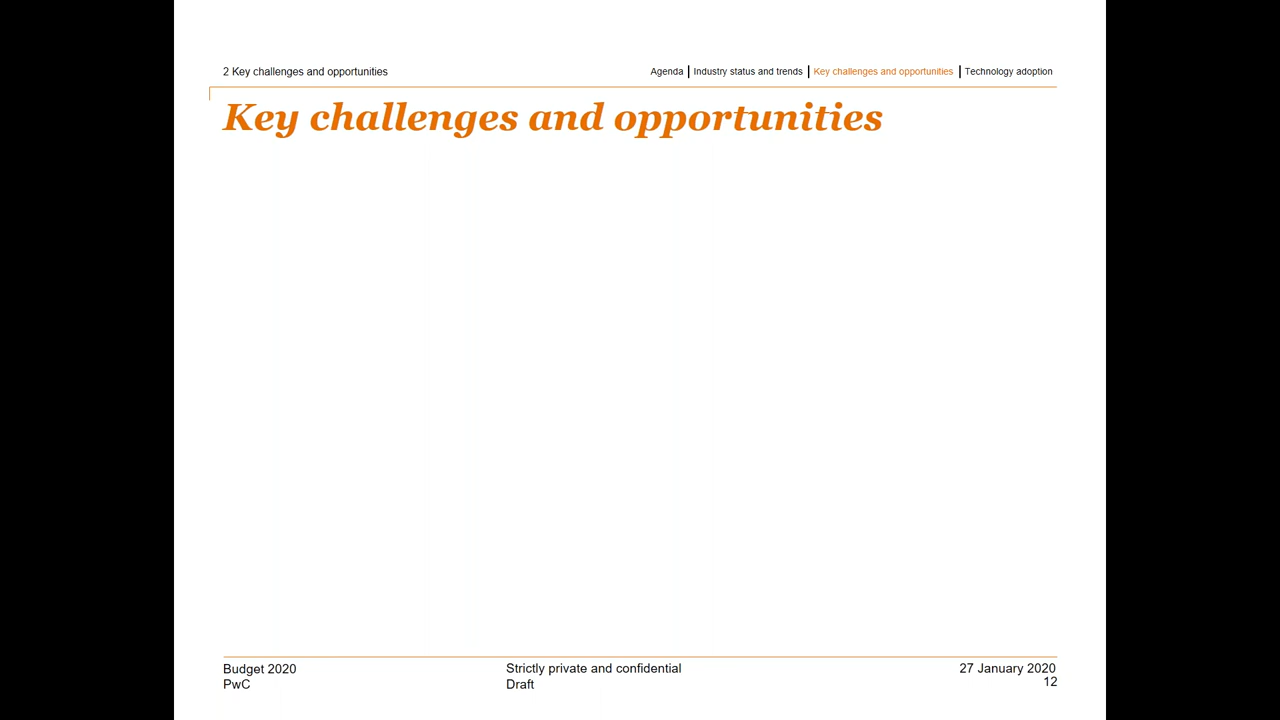 2 Key challenges and opportunities
Agenda | Industry status and trends | Key challenges and opportunities | Technology adoption
Key challenges and opportunities
Budget 2020
PwC
Strictly private and confidential
Draft
27 January 2020
12